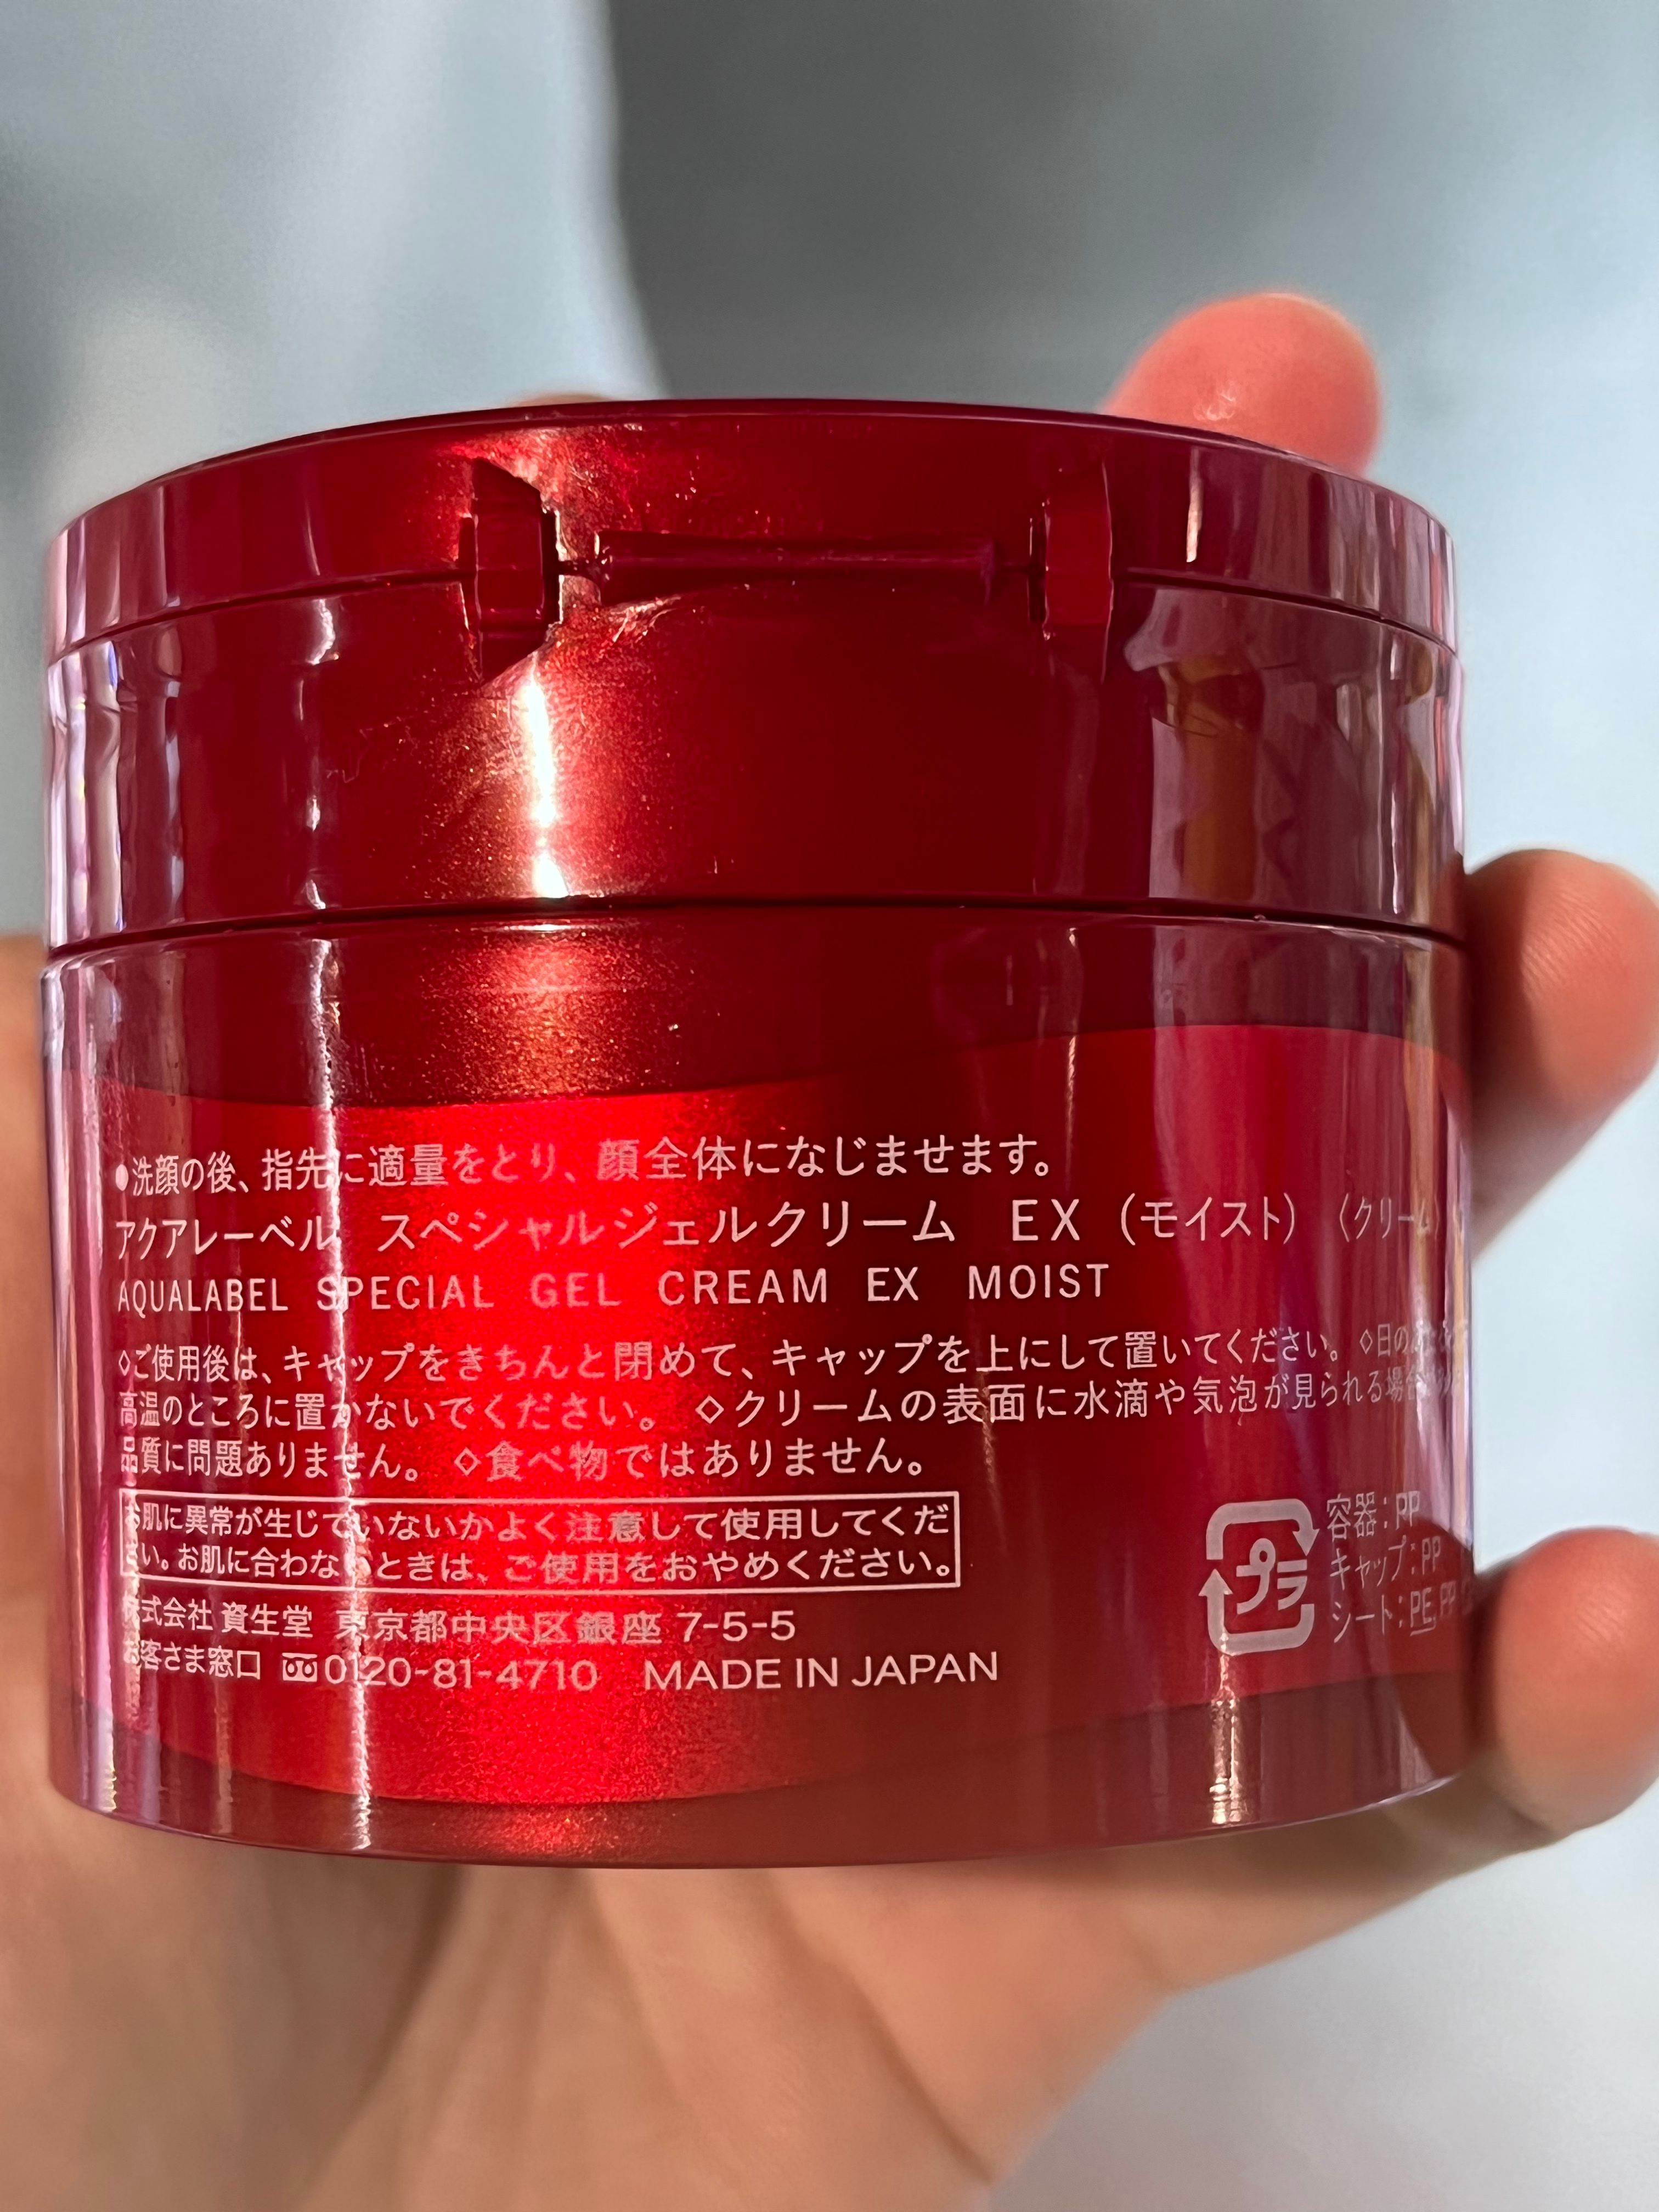 ●洗顔の後、指先に適量をとり、顔全体になじませます。
アクアレーベル スペシャルジェルクリーム EX (モイスト) 〈クリーム〉
AQUALABEL SPECIAL GEL CREAM EX MOIST
◇ご使用後は、キャップをきちんと閉めて、キャップを上にして置いてください。 ◇日の
高温のところに置かないでください。 ◇クリームの表面に水滴や気泡が見られる場合
品質に問題ありません。 ◇食べ物ではありません。
お肌に異常が生じていないかよく注意して使用してくだ
さい。お肌に合わないときは、ご使用をおやめください。
株式会社 資生堂 東京都中央区銀座 7-5-5
お客さま窓口 0120-81-4710 MADE IN JAPAN
プラ
容器:PP
キャップ:PP
シート:PE,PP